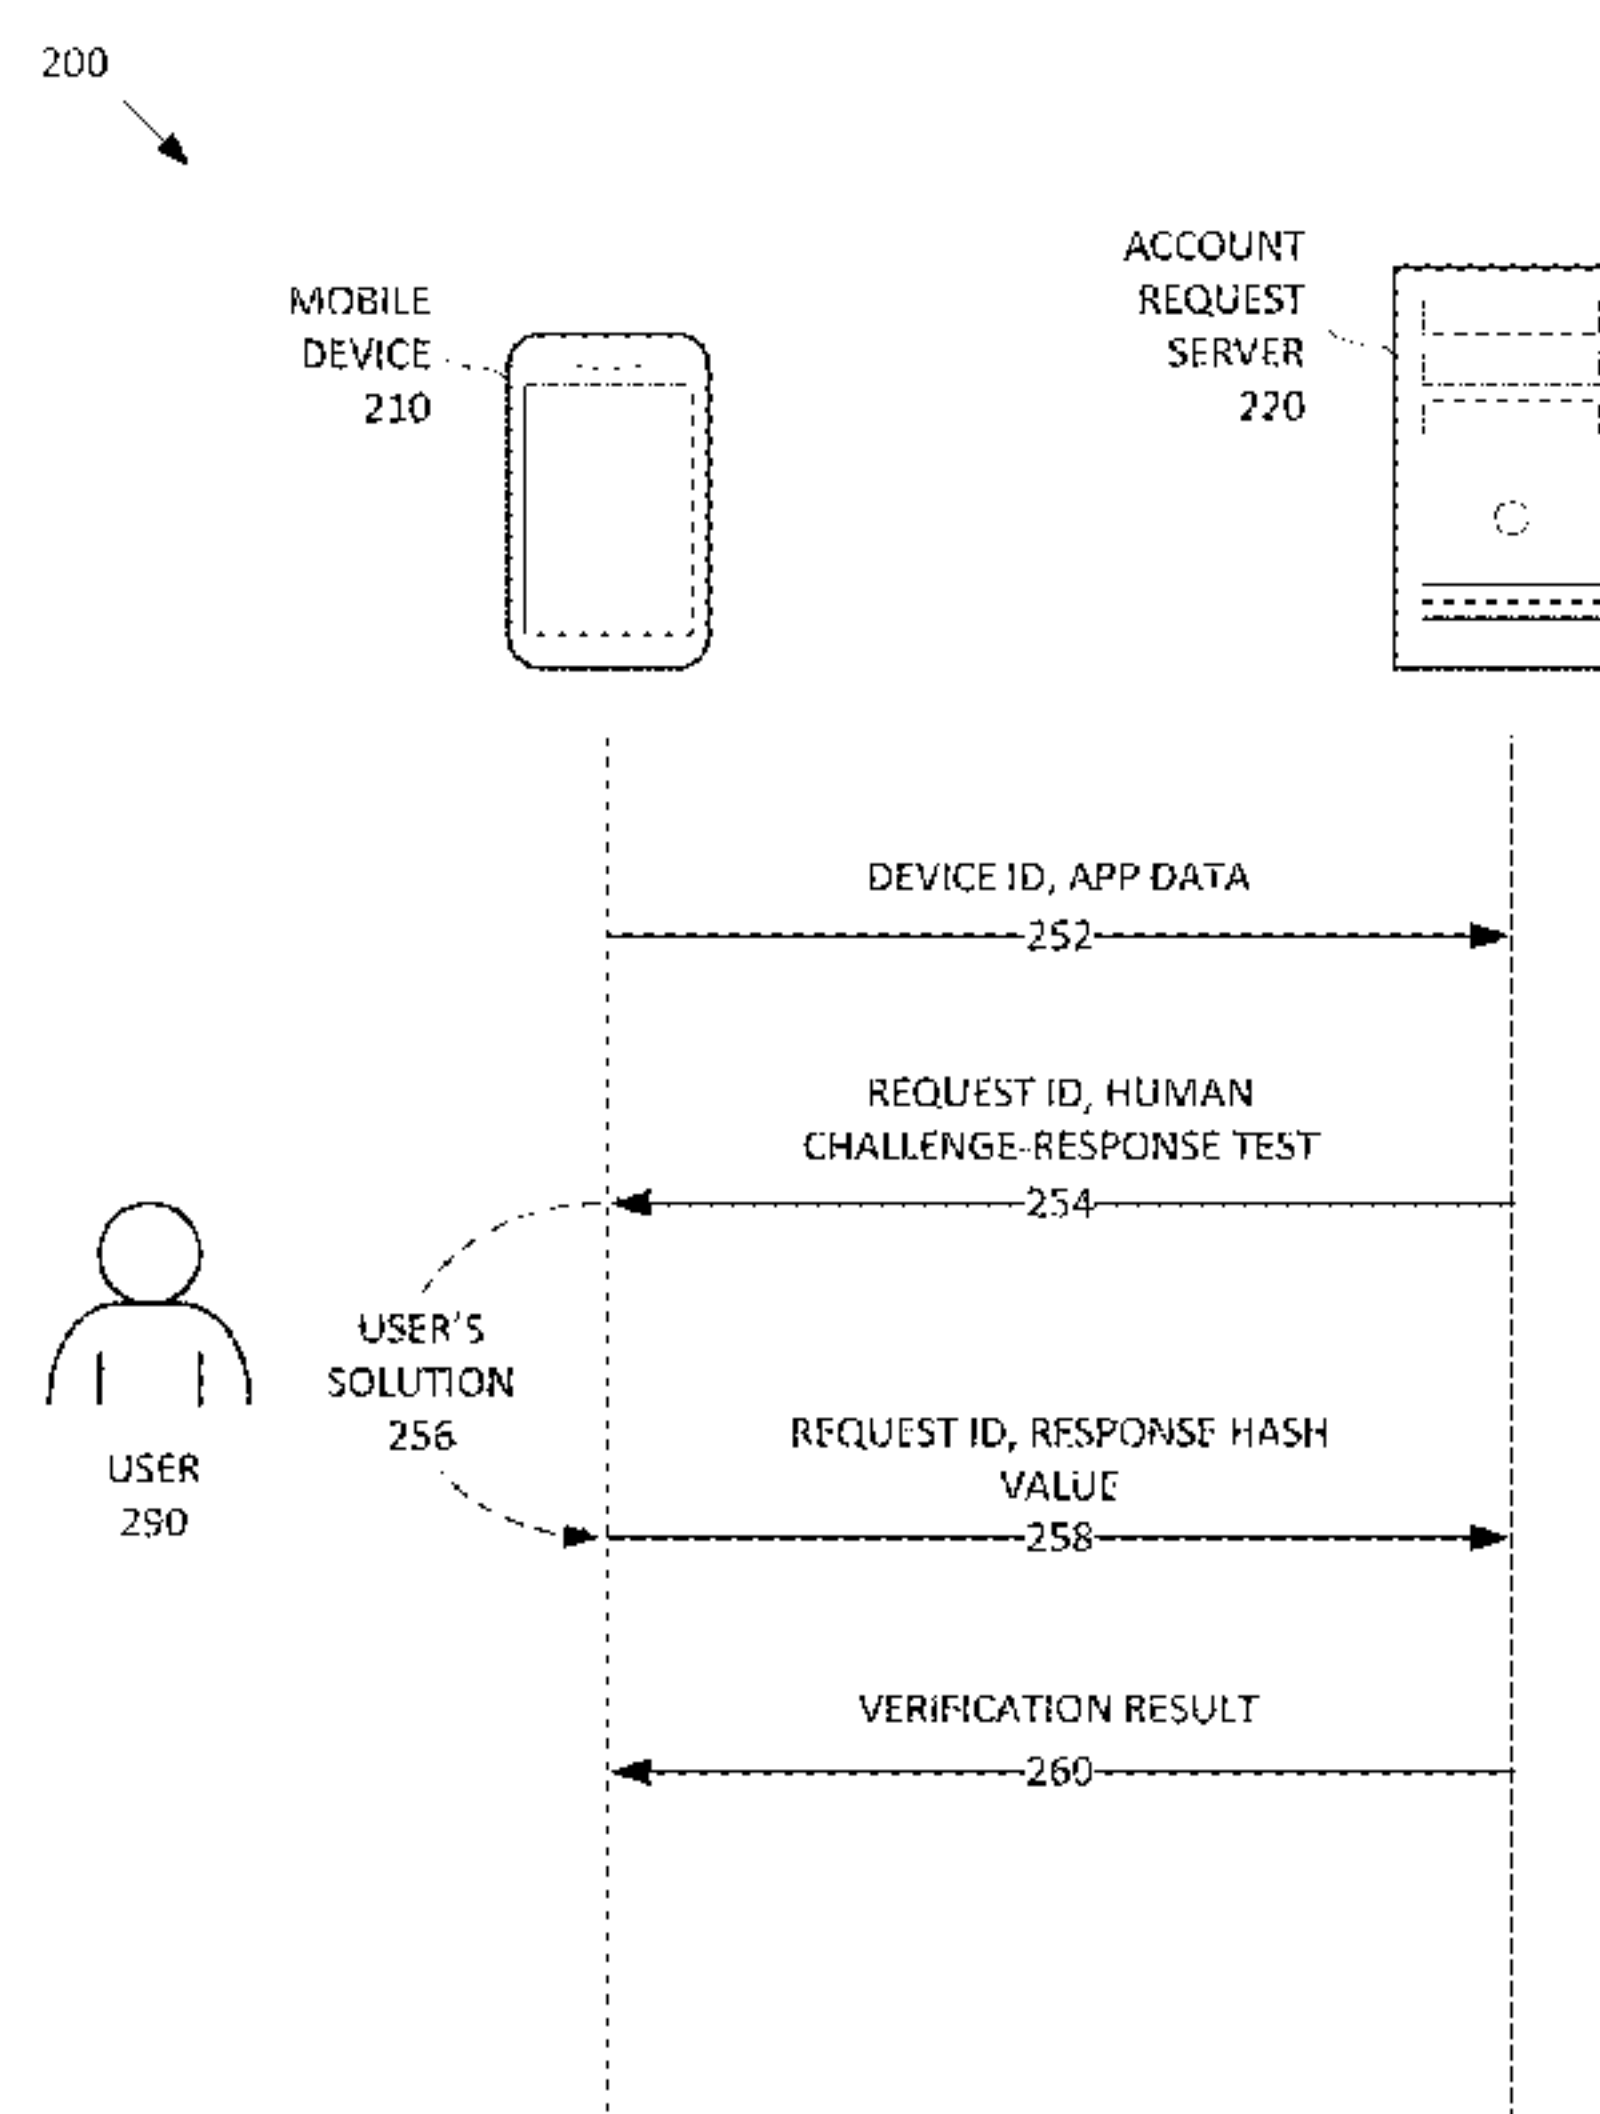 200
MOBILE
DEVICE
210
ACCOUNT
REQUEST
SERVER
220
DEVICE ID, APP DATA
252
REQUEST ID, HUMAN
CHALLENGE-RESPONSE TEST
254
USER'S
SOLUTION
256
USER
290
REQUEST ID, RESPONSE HASH
VALUE
258
VERIFICATION RESULT
260